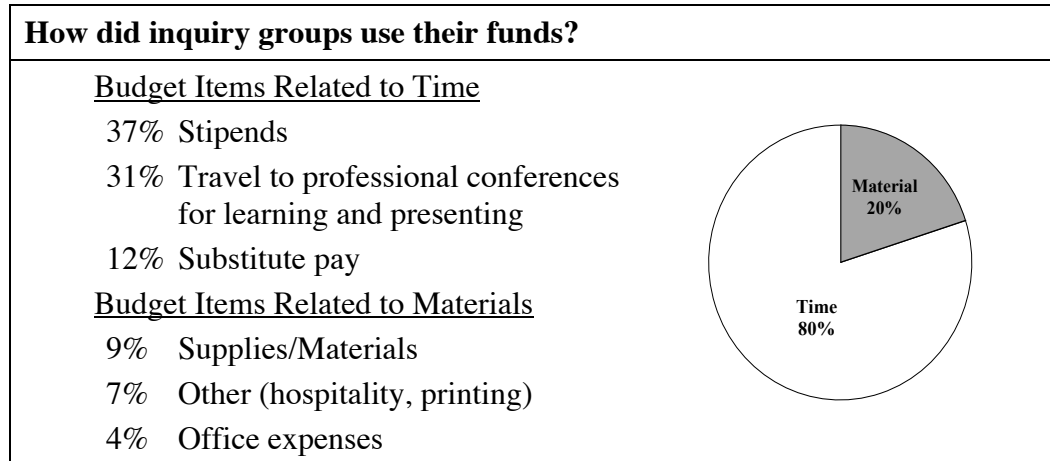 How did inquiry groups use their funds?
Budget Items Related to Time
37% Stipends
31% Travel to professional conferences
for learning and presenting
12% Substitute pay
Budget Items Related to Materials
9% Supplies/Materials
7% Other (hospitality, printing)
4% Office expenses
Material
20%
Time
80%